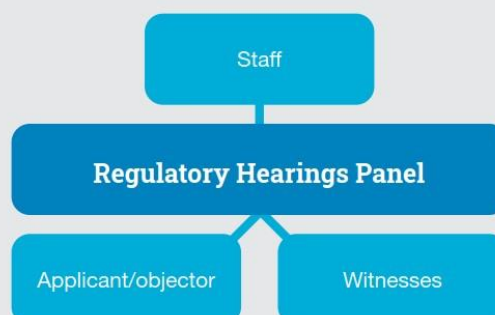 Staff
Regulatory Hearings Panel
Applicant/objector
Witnesses